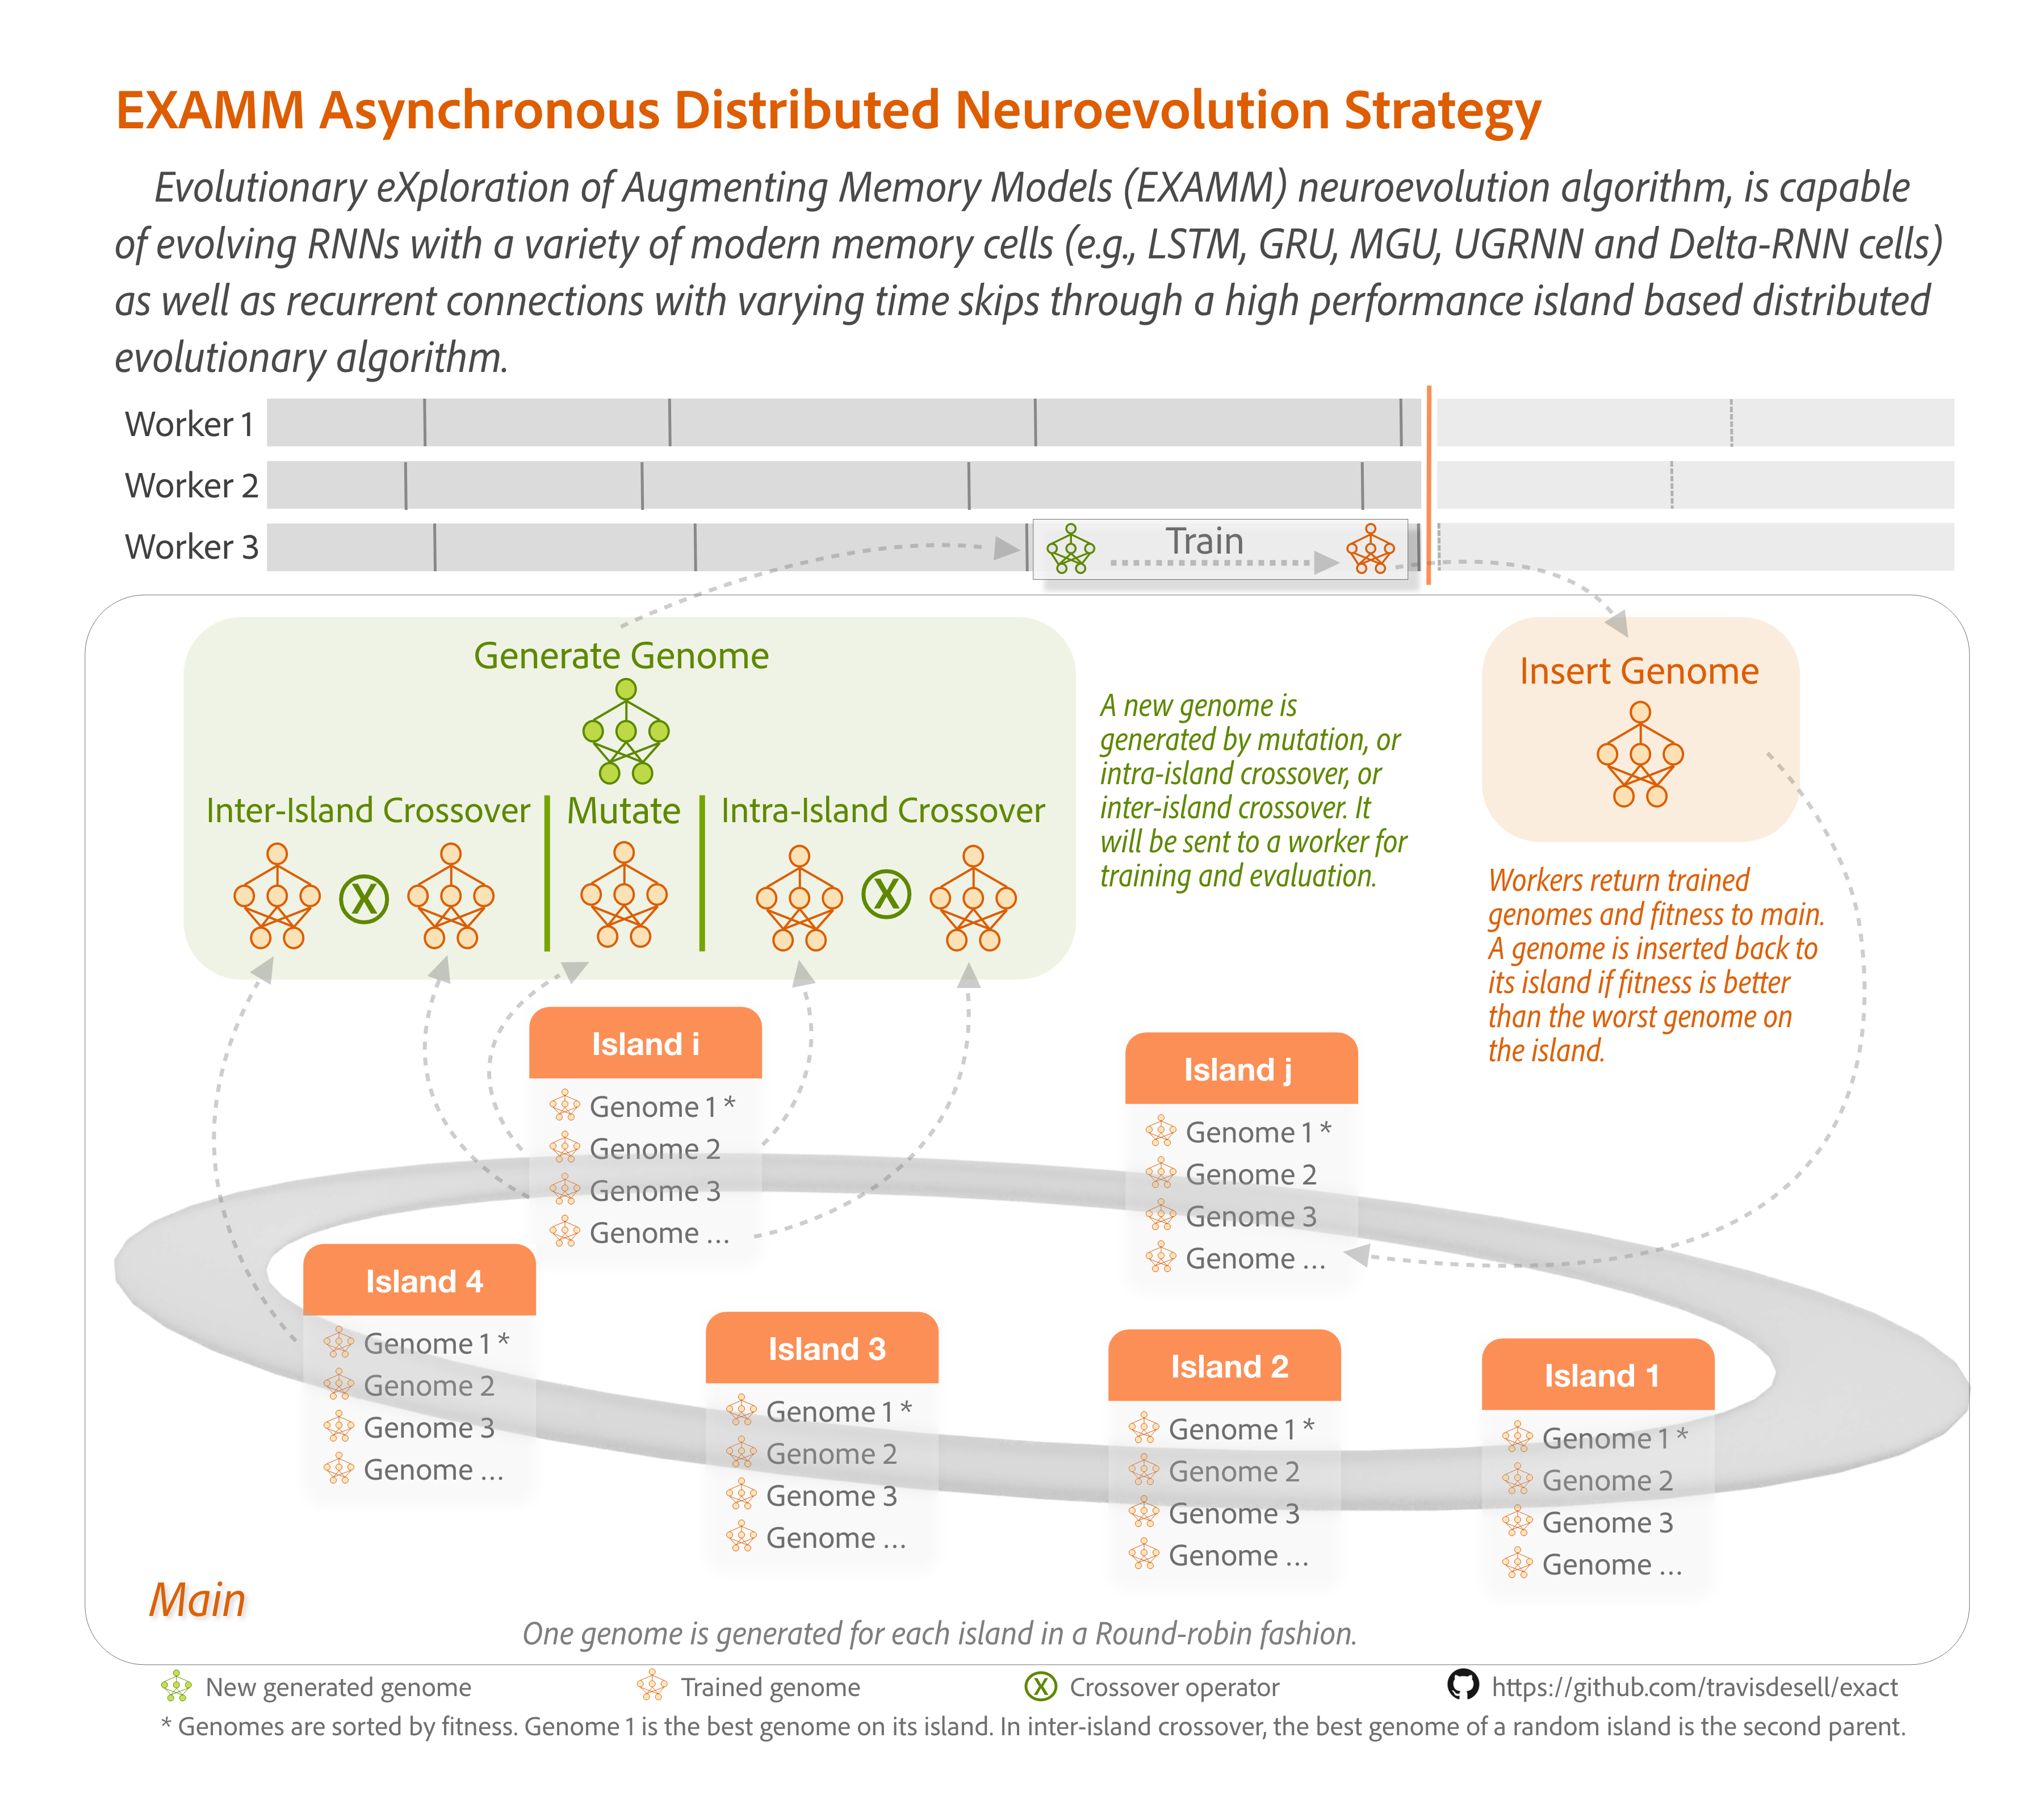 EXAMM Asynchronous Distributed Neuroevolution Strategy
Evolutionary eXploration of Augmenting Memory Models (EXAMM) neuroevolution algorithm, is capable
of evolving RNNs with a variety of modern memory cells (e.g., LSTM, GRU, MGU, UGRNN and Delta-RNN cells)
as well as recurrent connections with varying time skips through a high performance island based distributed
evolutionary algorithm.
Worker 1
Worker 2
Worker 3
Train
Generate Genome
Inter-Island Crossover
Mutate
Intra-Island Crossover
X
X
A new genome is
generated by mutation, or
intra-island crossover, or
inter-island crossover. It
will be sent to a worker for
training and evaluation.
Insert Genome
Workers return trained
genomes and fitness to main.
A genome is inserted back to
its island if fitness is better
than the worst genome on
the island.
Island i
Genome 1 *
Genome 2
Genome 3
Genome ...
Island j
Genome 1 *
Genome 2
Genome 3
Genome ...
Island 4
Genome 1 *
Genome 2
Genome 3
Genome ...
Island 3
Genome 1 *
Genome 2
Genome 3
Genome ...
Island 2
Genome 1 *
Genome 2
Genome 3
Genome ...
Island 1
Genome 1 *
Genome 2
Genome 3
Genome ...
Main
One genome is generated for each island in a Round-robin fashion.
New generated genome
Trained genome
X Crossover operator
https://github.com/travisdesell/exact
* Genomes are sorted by fitness. Genome 1 is the best genome on its island. In inter-island crossover, the best genome of a random island is the second parent.